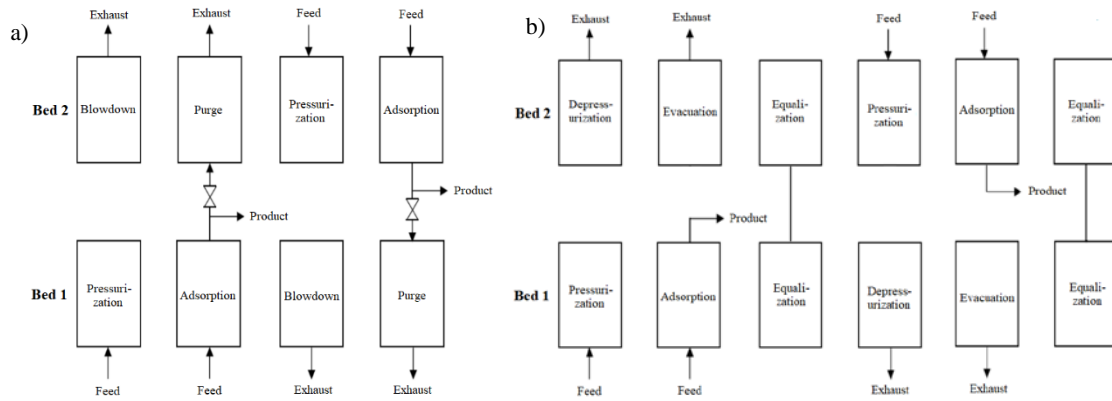 a)
Exhaust
Exhaust
Feed
Feed
Bed 2
Blowdown
Purge
Pressuri-
zation
Adsorption
Product
Product
Bed 1
Pressuri-
zation
Adsorption
Blowdown
Purge
Feed
Feed
Exhaust
Exhaust
b)
Exhaust
Exhaust
Feed
Feed
Bed 2
Depress-
urization
Evacuation
Equali-
zation
Pressuri-
zation
Adsorption
Equali-
zation
Product
Product
Bed 1
Pressuri-
zation
Adsorption
Equali-
zation
Depress-
urization
Evacuation
Equali-
zation
Feed
Feed
Exhaust
Exhaust